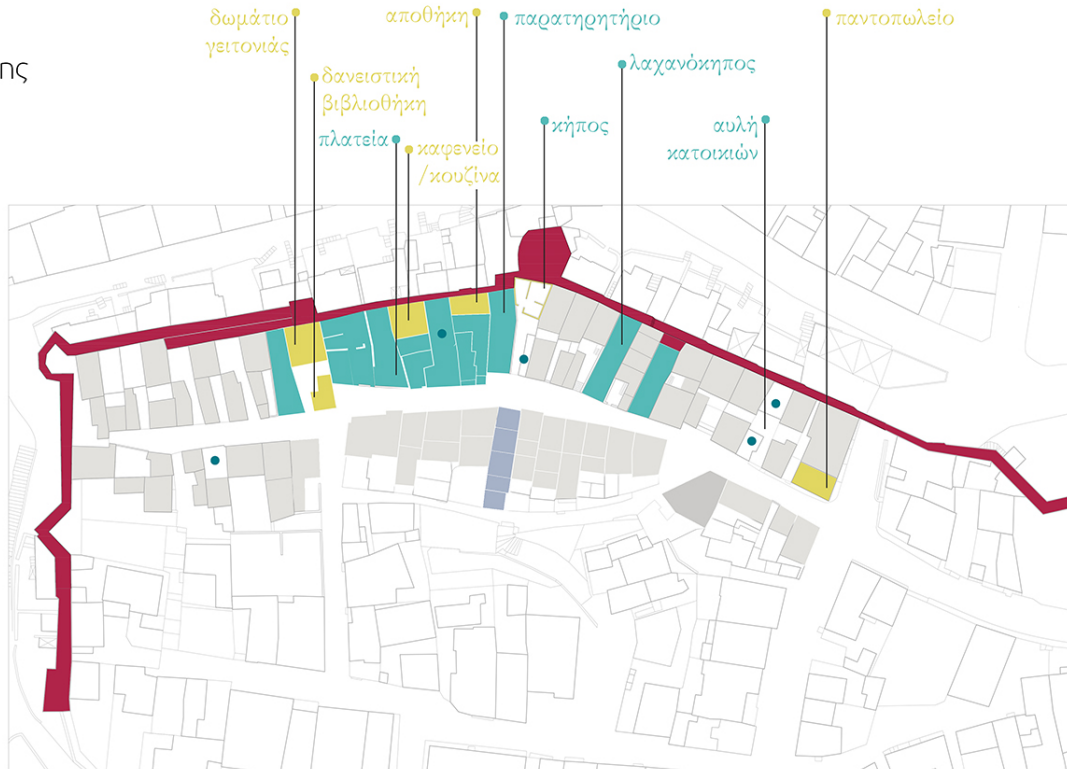 δωμάτιο
γειτονιάς
αποθήκη
παρατηρητήριο
παντοπωλείο
ης
δανειστική
βιβλιοθήκη
λαχανόκηπος
πλατεία
καφενείο
/κουζίνα
κήπος
αυλή
κατοικιών